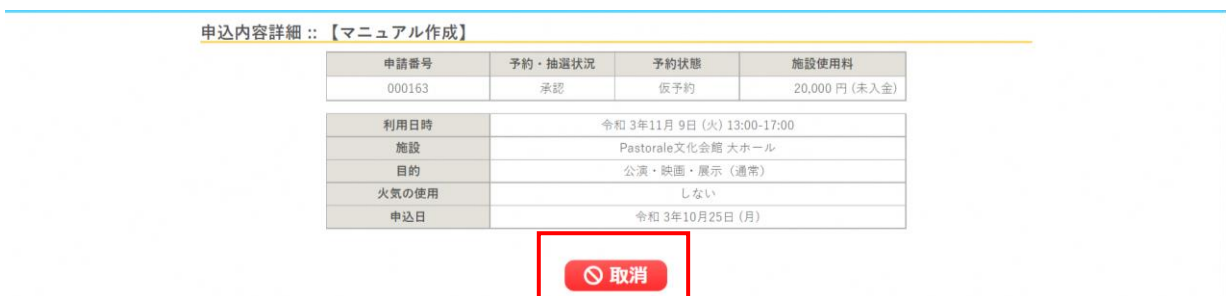 申込内容詳細 :: 【マニュアル作成】
申請番号 予約・抽選状況 予約状態 施設使用料
000163 承認 仮予約 20,000 円 (未入金)
利用日時 令和 3年11月 9日 (火) 13:00-17:00
施設 Pastorale文化会館 大ホール
目的 公演・映画・展示（通常）
火気の使用 しない
申込日 令和 3年10月25日 (月)
取消